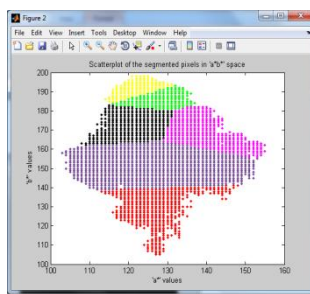 Figure 2
File Edit View Insert Tools Desktop Window Help
Scatterplot of the segmented pixels in 'a*b*' space
200
190
180
170
160
150
140
130
120
110
100
'b*' values
100 110 120 130 140 150 160
'a*' values